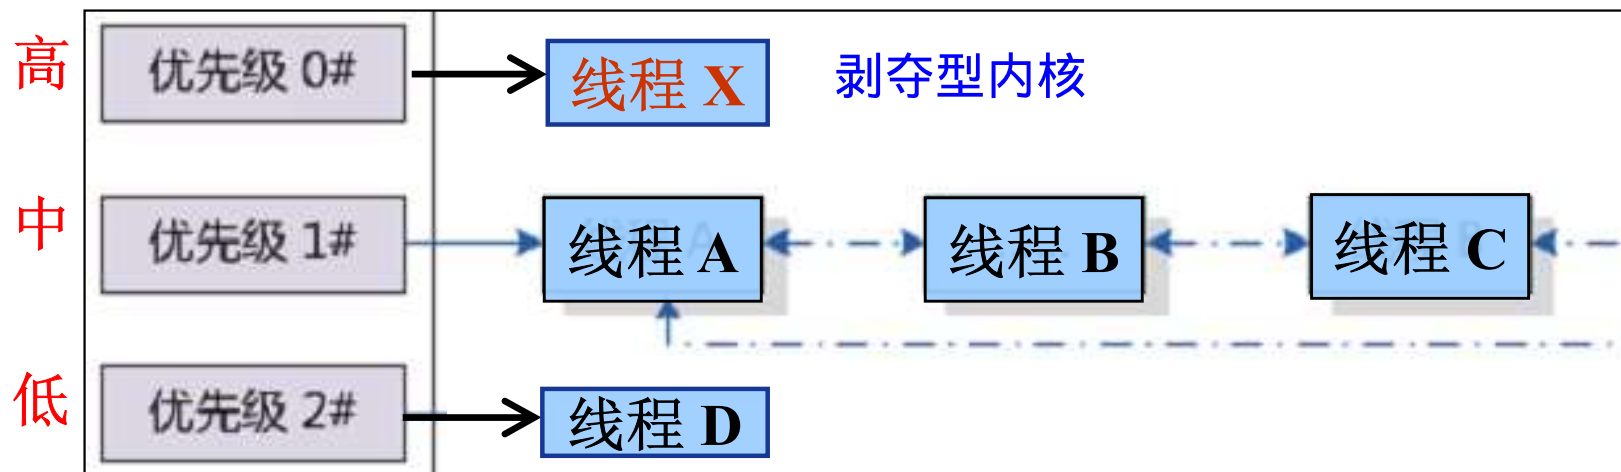 高 优先级 0# 线程 X 剥夺型内核
中 优先级 1# 线程 A 线程 B 线程 C
低 优先级 2# 线程 D